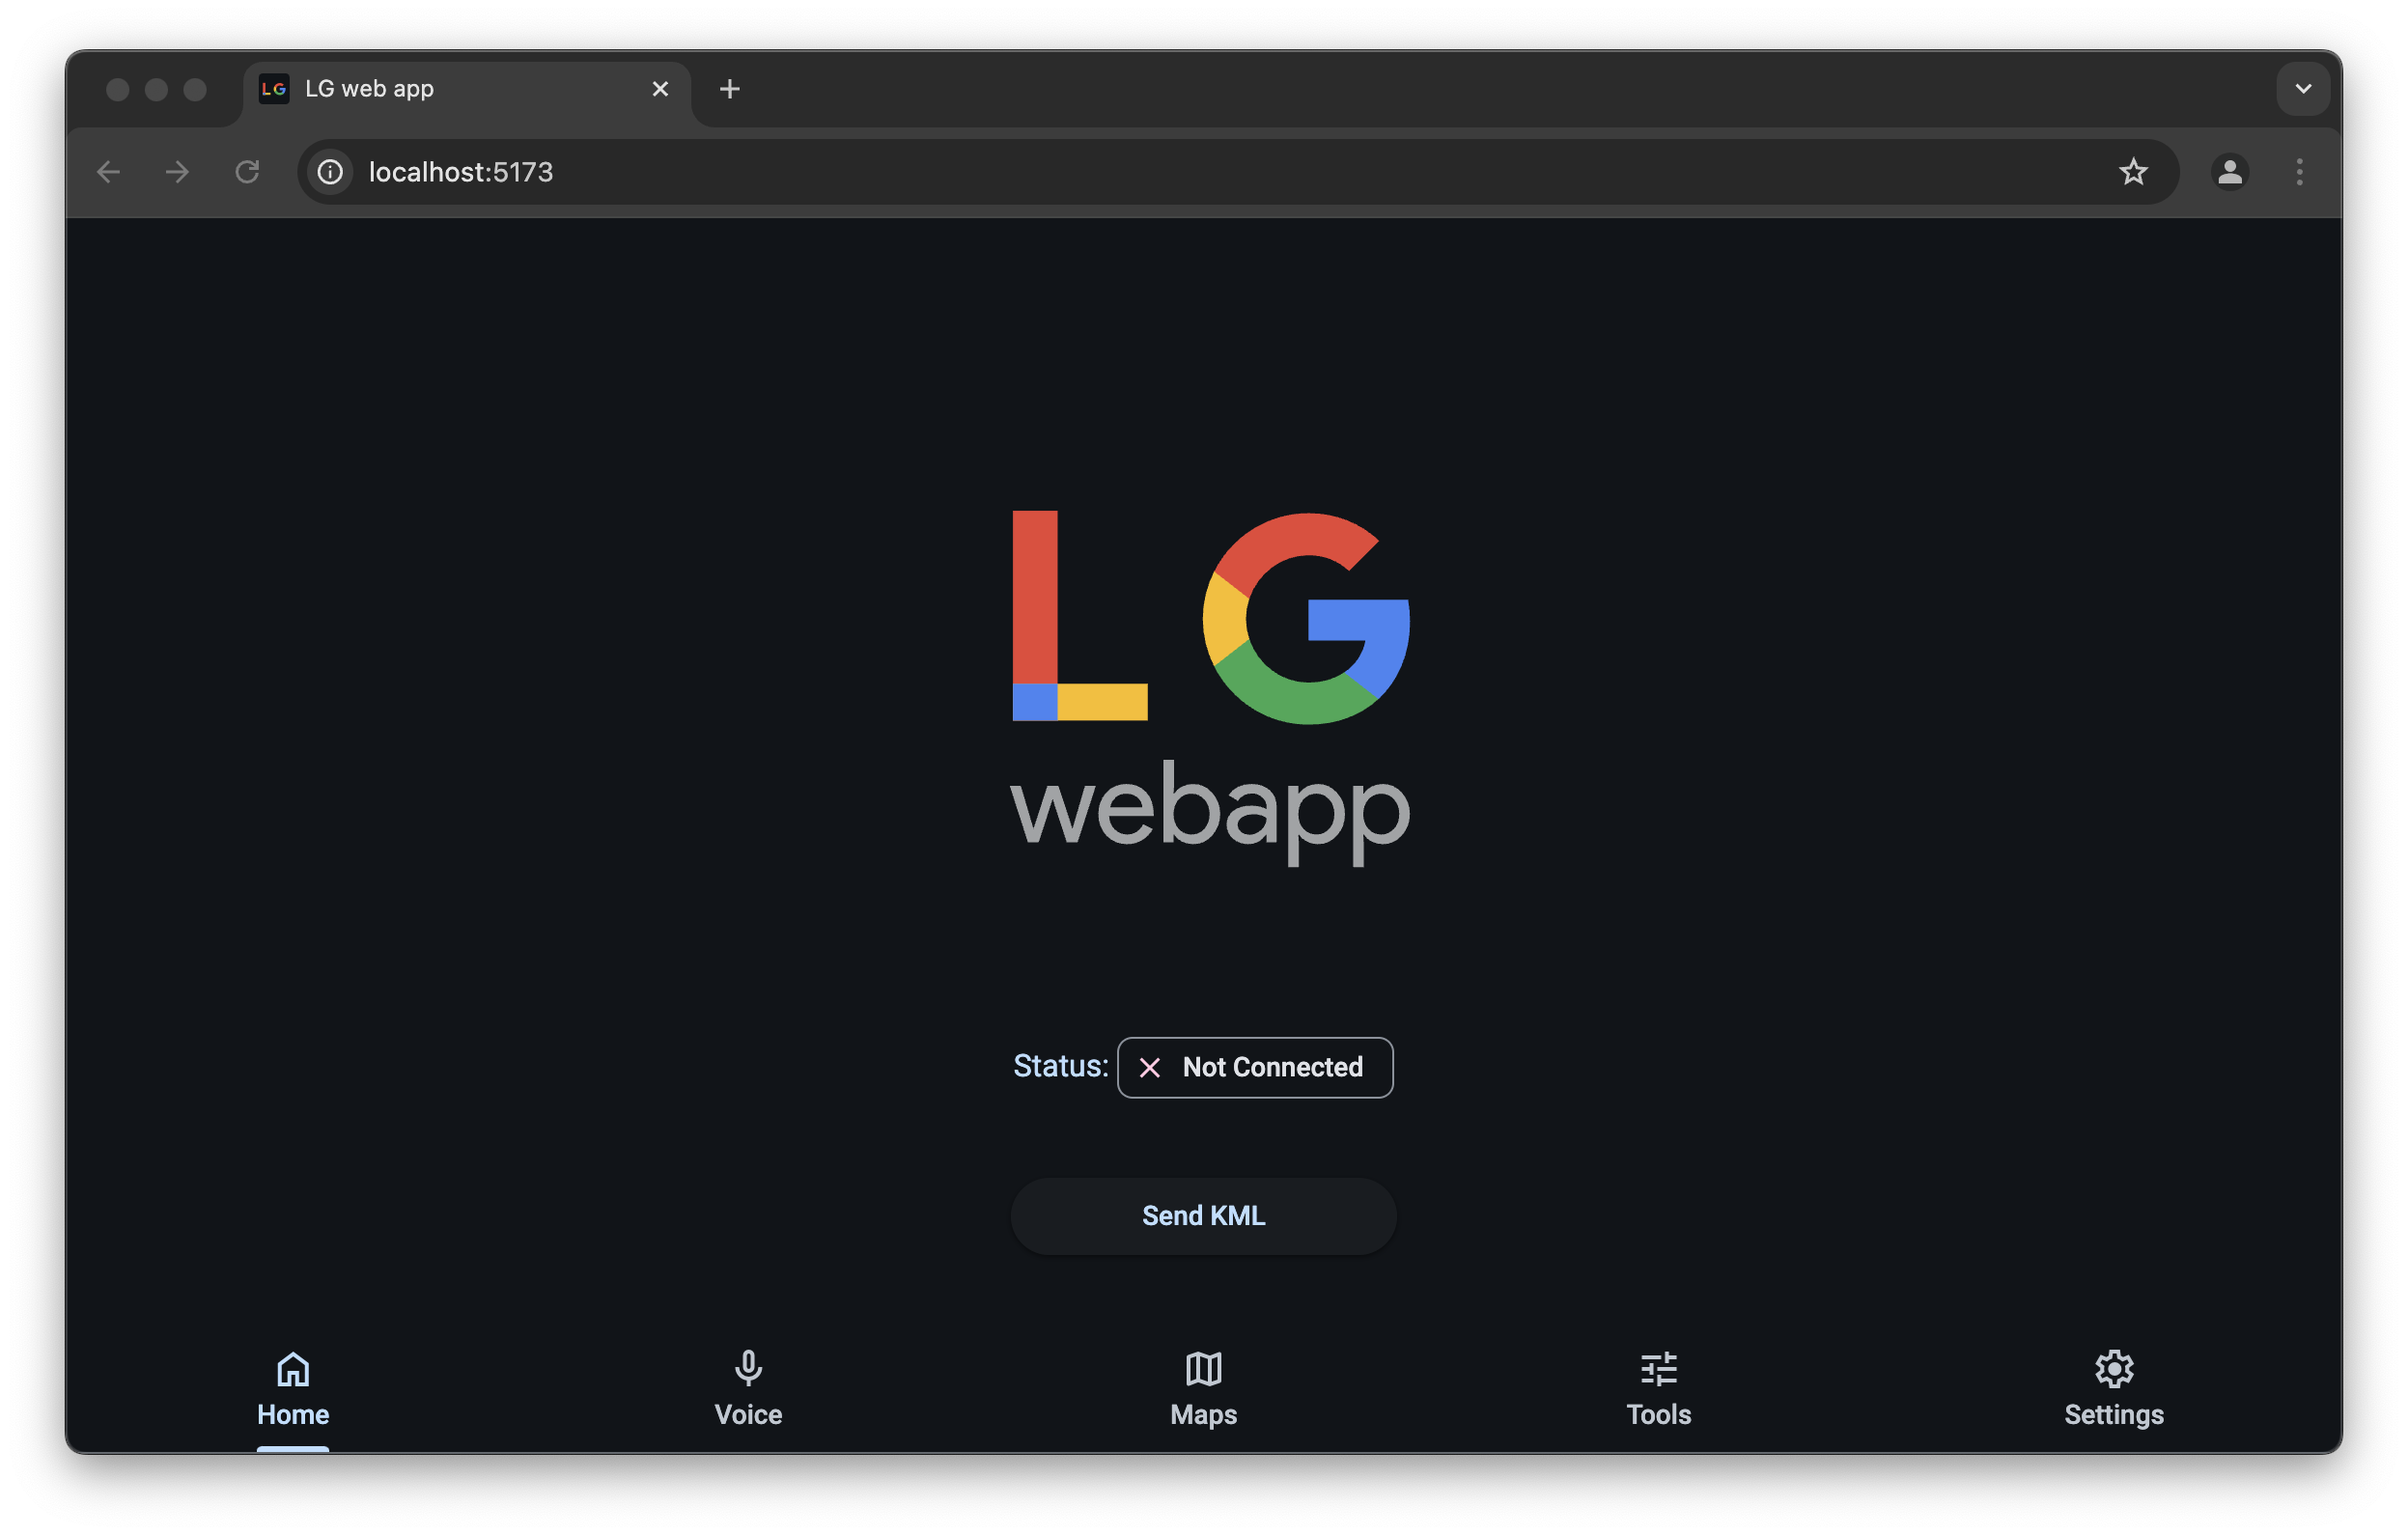 LG LG web app
localhost:5173
LG
webapp
Status: Not Connected
Send KML
Home Voice Maps Tools Settings